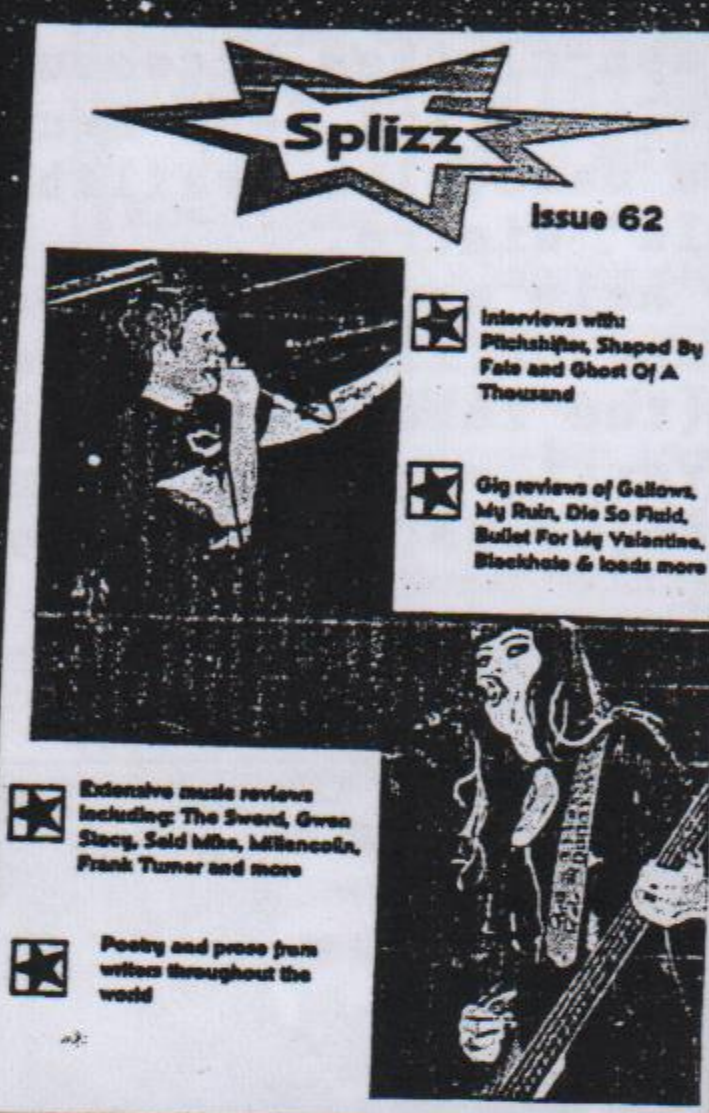 Splizz
Issue 62
Interviews with:
Pitchshifter, Shaped By
Fate and Ghost Of A
Thousand
Gig reviews of Gallows,
My Ruin, Die So Fluid,
Bullet For My Valentine,
Blackhole & loads more
Extensive music reviews
including: The Sword, Gwen
Stacy, Said Mike, Millencolin,
Frank Turner and more
Poetry and prose from
writers throughout the
world